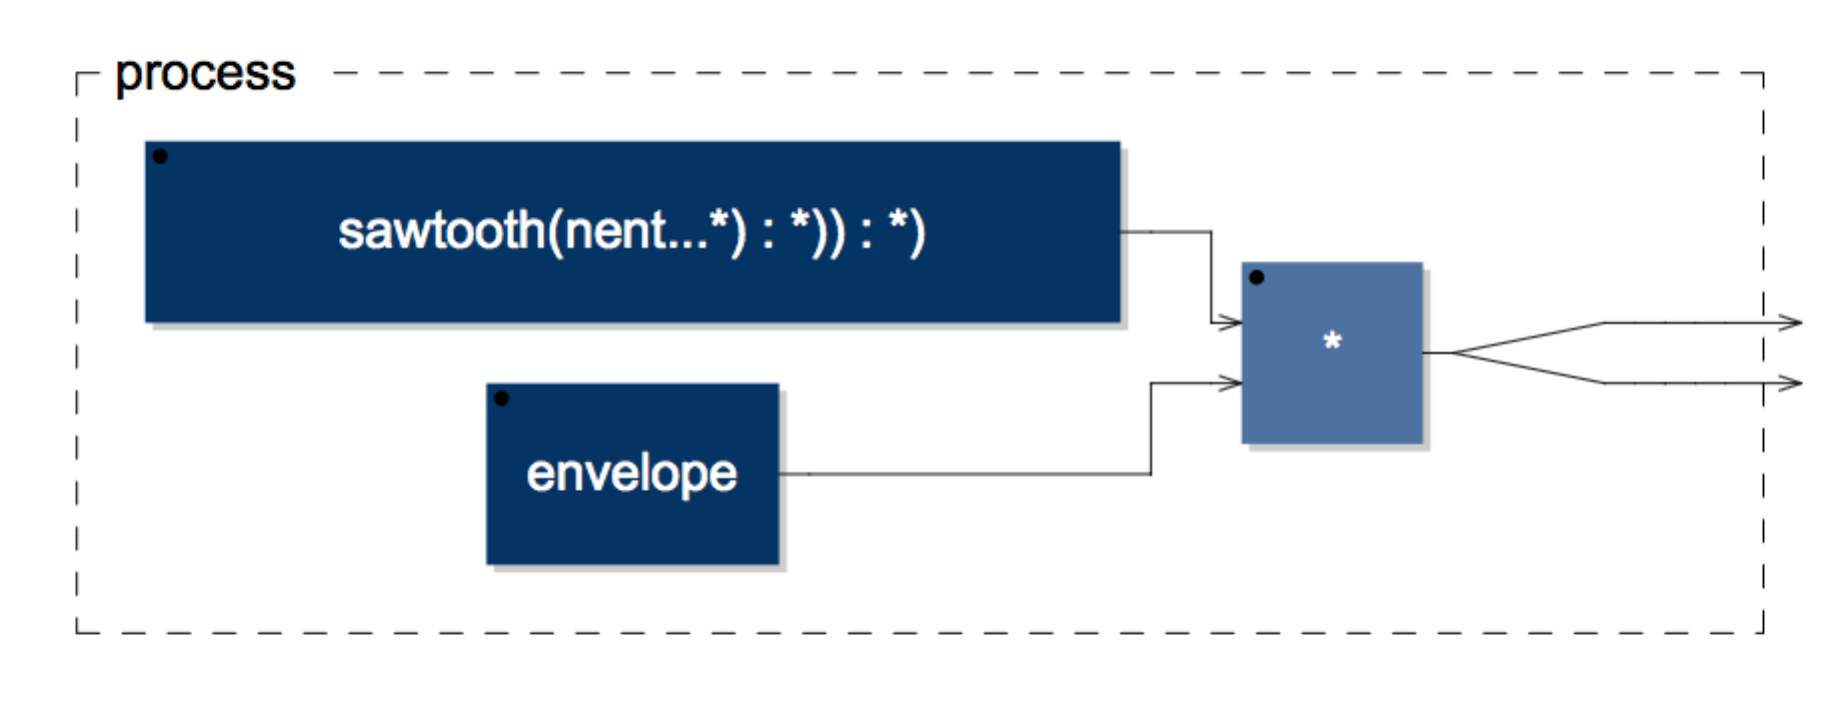 process
sawtooth(nent...*) : *)) : *)
*
envelope